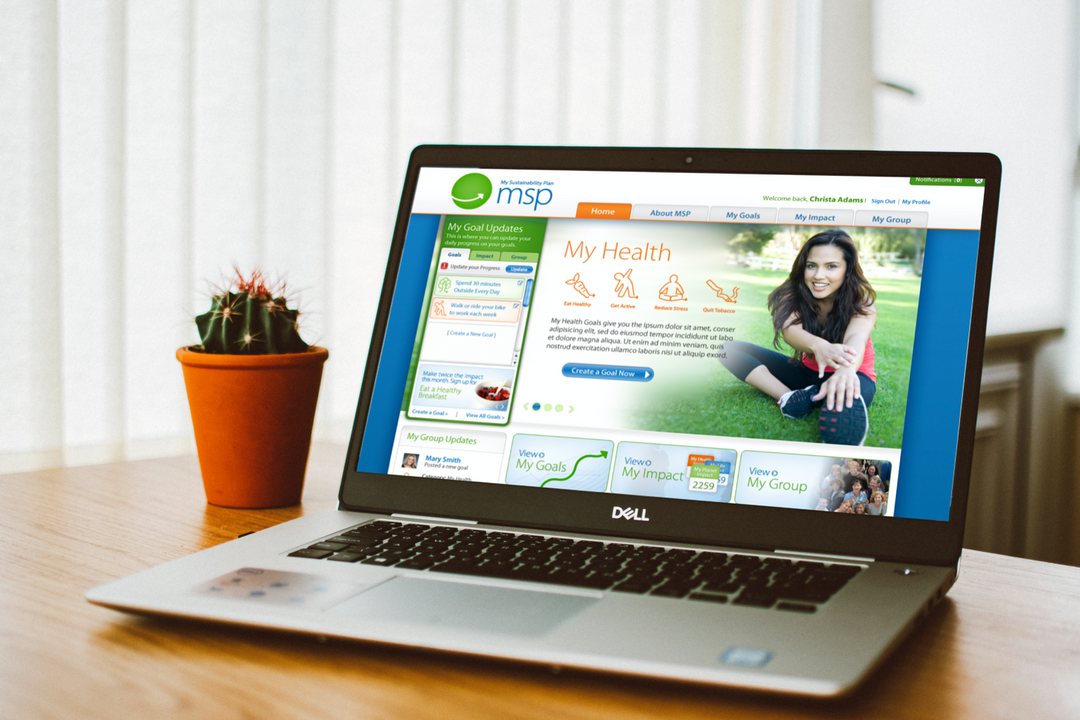 Notifications (0)
My Sustainability Plan
msp
Welcome back, Christa Adams! Sign Out | My Profile
Home
About MSP
My Goals
My Impact
My Group
My Goal Updates
This is where you can update your
daily progress on your goals.
Goals
Impact
Group
Update your Progress
Update
Spend 30 minutes
Outside Every Day
Walk or ride your bike
to work each week
[ Create a New Goal ]
Make twice the impact
this month. Sign up for
Eat a Healthy
Breakfast
Create a Goal » | View All Goals »
My Health
Eat Healthy
Get Active
Reduce Stress
Quit Tobacco
My Health Goals give you the Ipsum dolor sit amet, conser
adipisicing elit, sed do eiusmod tempor incididunt ut labo
et dolore magna aliqua. Ut enim ad minim veniam, quis
nostrud exercitation ullamco laboris nisi ut aliquip exord.
Create a Goal Now
My Group Updates
Mary Smith
Posted a new goal
Category: My Health
View
My Goals
View
My Impact
My Planet
2259
View
My Group
DELL